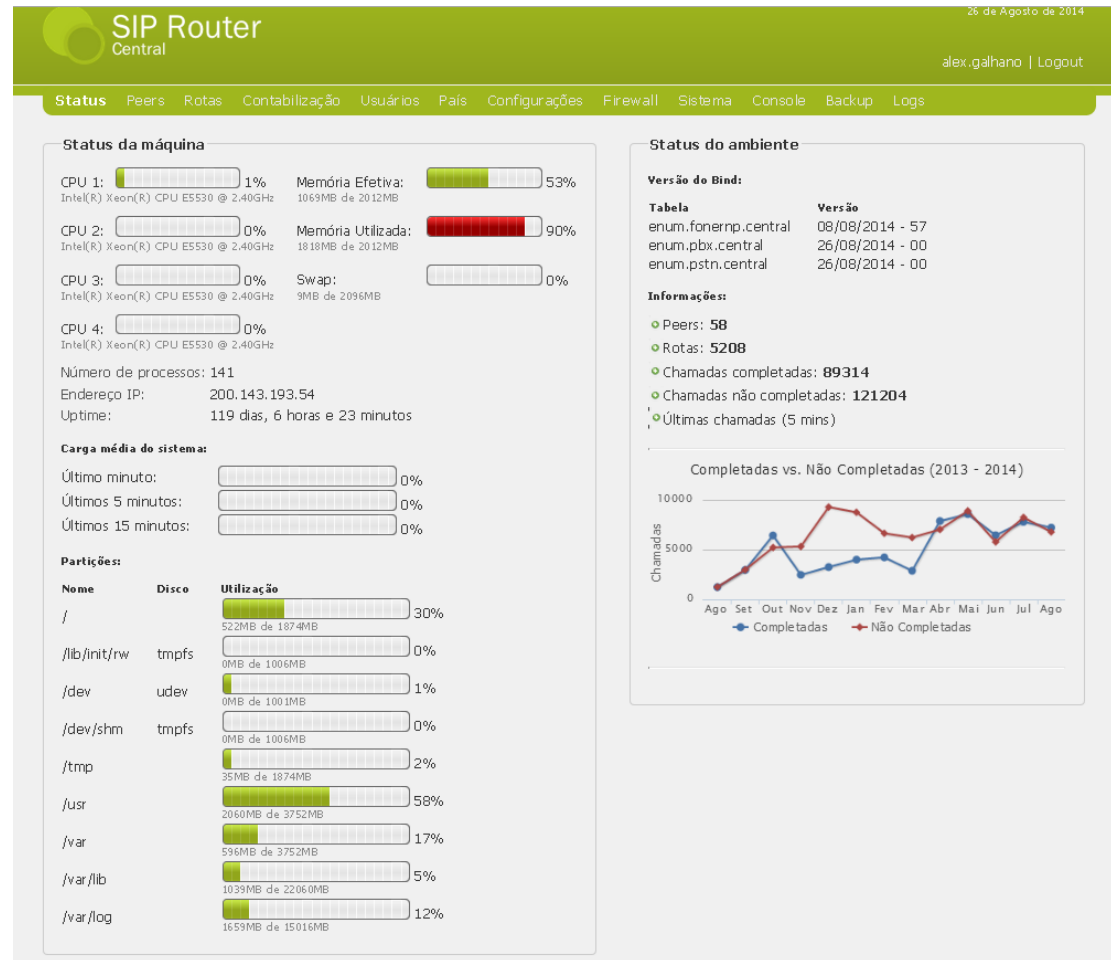 26 de Agosto de 2014
SIP Router
Central
alex.galhano | Logout
Status Peers Rotas Contabilização Usuários País Configurações Firewall Sistema Console Backup Logs
Status da máquina
CPU 1: 1% Memória Efetiva: 53%
Intel(R) Xeon(R) CPU E5530 @ 2.40GHz 1069MB de 2012MB
CPU 2: 0% Memória Utilizada: 90%
Intel(R) Xeon(R) CPU E5530 @ 2.40GHz 1818MB de 2012MB
CPU 3: 0% Swap: 0%
Intel(R) Xeon(R) CPU E5530 @ 2.40GHz 9MB de 2096MB
CPU 4: 0%
Intel(R) Xeon(R) CPU E5530 @ 2.40GHz
Número de processos: 141
Endereço IP: 200.143.193.54
Uptime: 119 dias, 6 horas e 23 minutos
Carga média do sistema:
Último minuto: 0%
Últimos 5 minutos: 0%
Últimos 15 minutos: 0%
Partições:
Nome Disco Utilização
/ 30%
522MB de 1874MB
/lib/init/rw tmpfs 0%
0MB de 1006MB
/dev udev 1%
0MB de 1001MB
/dev/shm tmpfs 0%
0MB de 1006MB
/tmp 2%
35MB de 1874MB
/usr 58%
2060MB de 3752MB
/var 17%
596MB de 3752MB
/var/lib 5%
1039MB de 22060MB
/var/log 12%
1659MB de 15016MB
Status do ambiente
Versão do Bind:
Tabela Versão
enum.fonernp.central 08/08/2014 - 57
enum.pbx.central 26/08/2014 - 00
enum.pstn.central 26/08/2014 - 00
Informações:
Peers: 58
Rotas: 5208
Chamadas completadas: 89314
Chamadas não completadas: 121204
Últimas chamadas (5 mins)
Completadas vs. Não Completadas (2013 - 2014)
10000
5000
0
Chamadas
Ago Set Out Nov Dez Jan Fev Mar Abr Mai Jun Jul Ago
Completadas Não Completadas